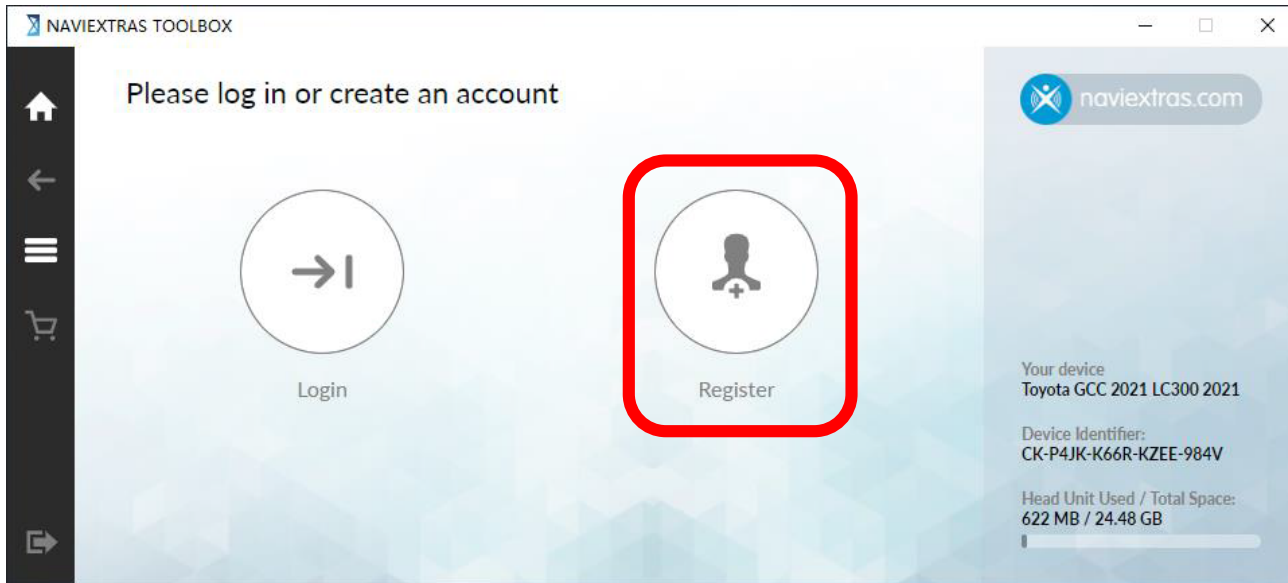 NAVIEXTRAS TOOLBOX
Please log in or create an account
naviextras.com
Login
Register
Your device
Toyota GCC 2021 LC300 2021
Device Identifier:
CK-P4JK-K66R-KZEE-984V
Head Unit Used / Total Space:
622 MB / 24.48 GB